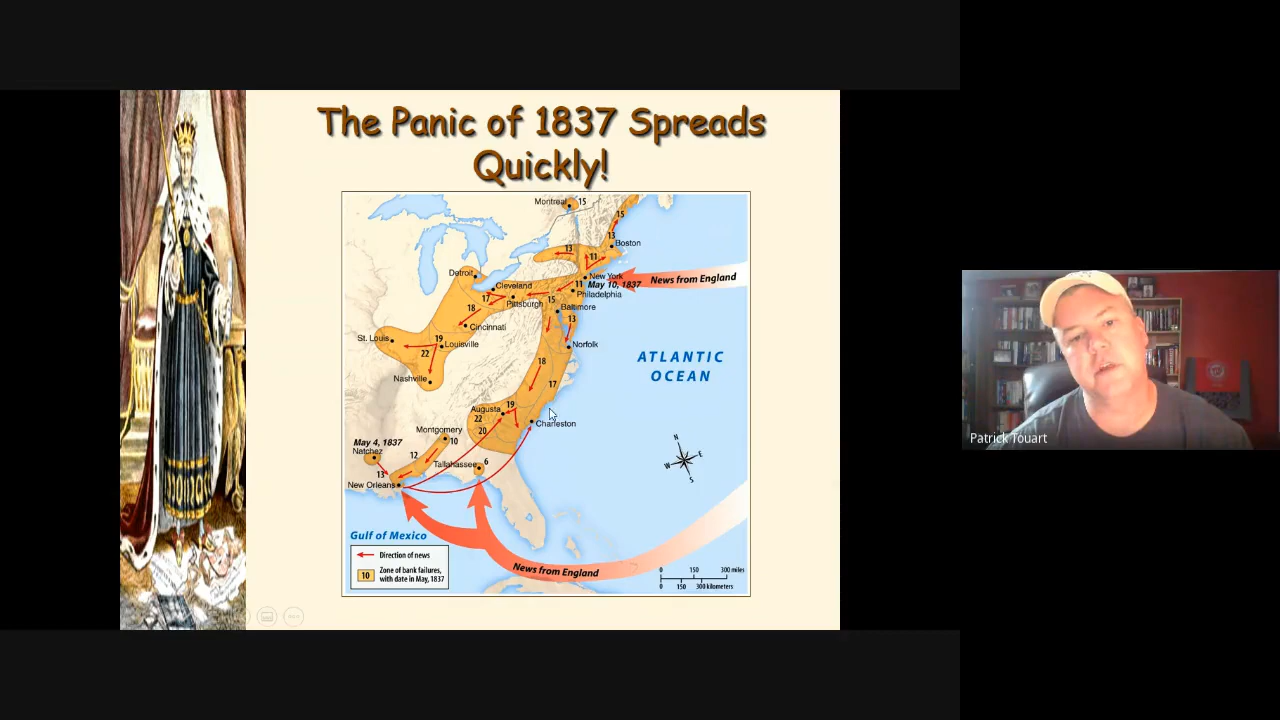 The Panic of 1837 Spreads
Quickly!
Montreal
15
15
13
Boston
13
11
News from England
New York
May 10, 1837
11
Philadelphia
Detroit
Cleveland
17
Pittsburgh
15
Baltimore
18
13
Cincinnati
St. Louis
19
Louisville
22
Norfolk
ATLANTIC
OCEAN
18
Nashville
17
Augusta
19
22
20
Charleston
Montgomery
10
May 4, 1837
Natchez
12
Tallahassee
6
13
New Orleans
N
W
E
S
Gulf of Mexico
Direction of news
10
Zone of bank failures,
with date in May, 1837
News from England
0 150 300 miles
0 150 300 kilometers
Patrick Touart